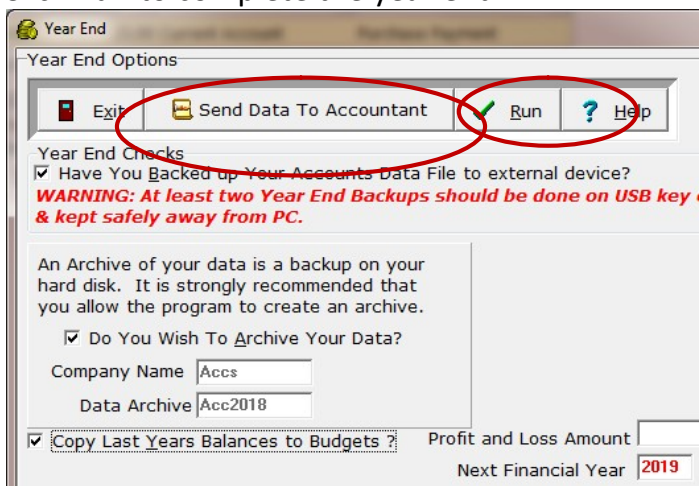 Year End
Year End Options
Exit Send Data To Accountant Run Help
Year End Checks
Have You Backed up Your Accounts Data File to external device?
WARNING: At least two Year End Backups should be done on USB key
& kept safely away from PC.
An Archive of your data is a backup on your
hard disk. It is strongly recommended that
you allow the program to create an archive.
Do You Wish To Archive Your Data?
Company Name Accs
Data Archive Acc2018
Copy Last Years Balances to Budgets ? Profit and Loss Amount
Next Financial Year 2019